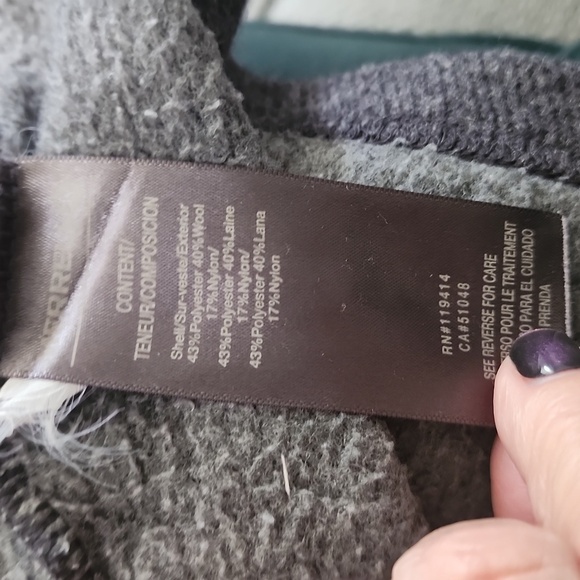 CONTENT/
TENEUR/COMPOSICION
Shell/Sur-veste/Exterior
43%Polyester 40%Wool
17%Nylon/
43%Polyester 40%Laine
17%Nylon/
43%Polyester 40%Lana
17%Nylon
RN#119414
CA#51048
SEE REVERSE FOR CARE
POUR LE TRAITEMENT
PARA EL CUIDADO
PRENDA